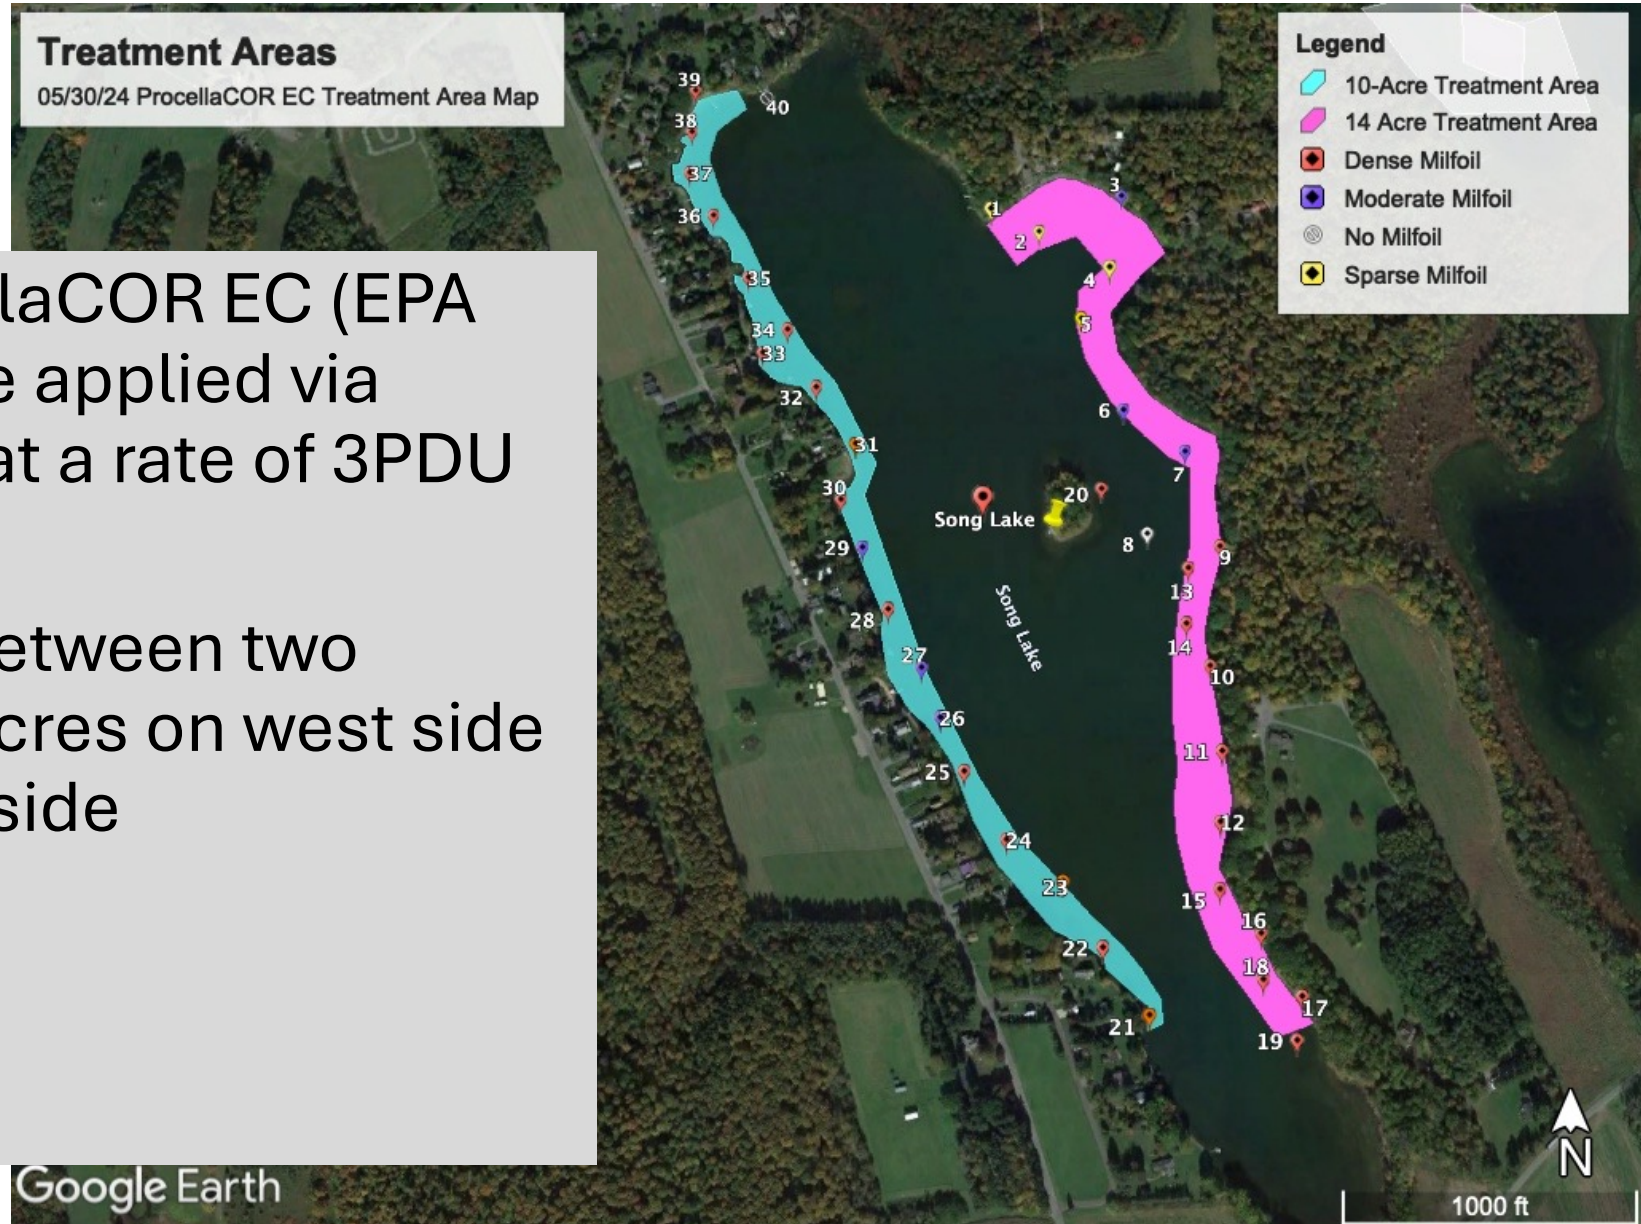 Treatment Areas
05/30/24 ProcellaCOR EC Treatment Area Map
Legend
10-Acre Treatment Area
14 Acre Treatment Area
Dense Milfoil
Moderate Milfoil
No Milfoil
Sparse Milfoil
laCOR EC (EPA
e applied via
at a rate of 3PDU
etween two
cres on west side
side
39
40
38
37
36
35
34
33
32
31
30
29
28
27
26
25
24
23
22
21
1
3
2
4
5
6
7
20
Song Lake
8
9
13
Song Lake
14
10
11
12
15
16
18
17
19
N
Google Earth
1000 ft